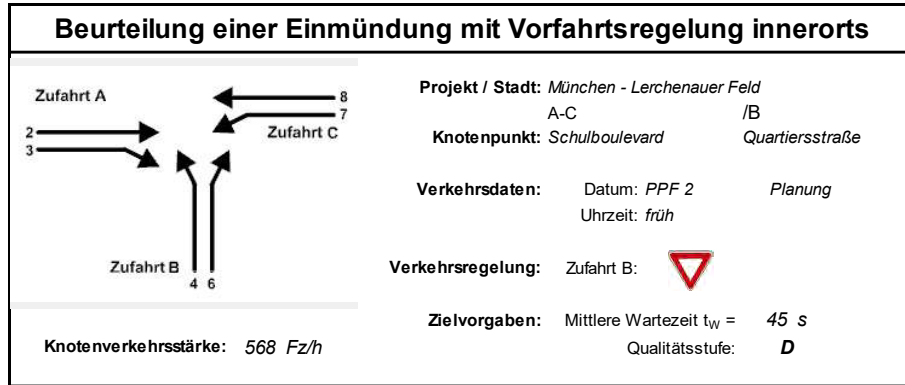 Beurteilung einer Einmündung mit Vorfahrtsregelung innerorts
Zufahrt A
2
3
8
7
Zufahrt C
Zufahrt B
4 6
Knotenverkehrsstärke: 568 Fz/h
Projekt / Stadt: München - Lerchenauer Feld
A-C /B
Knotenpunkt: Schulboulevard Quartiersstraße
Verkehrsdaten: Datum: PPF 2 Planung
Uhrzeit: früh
Verkehrsregelung: Zufahrt B:
Zielvorgaben: Mittlere Wartezeit tW = 45 s
Qualitätsstufe: D